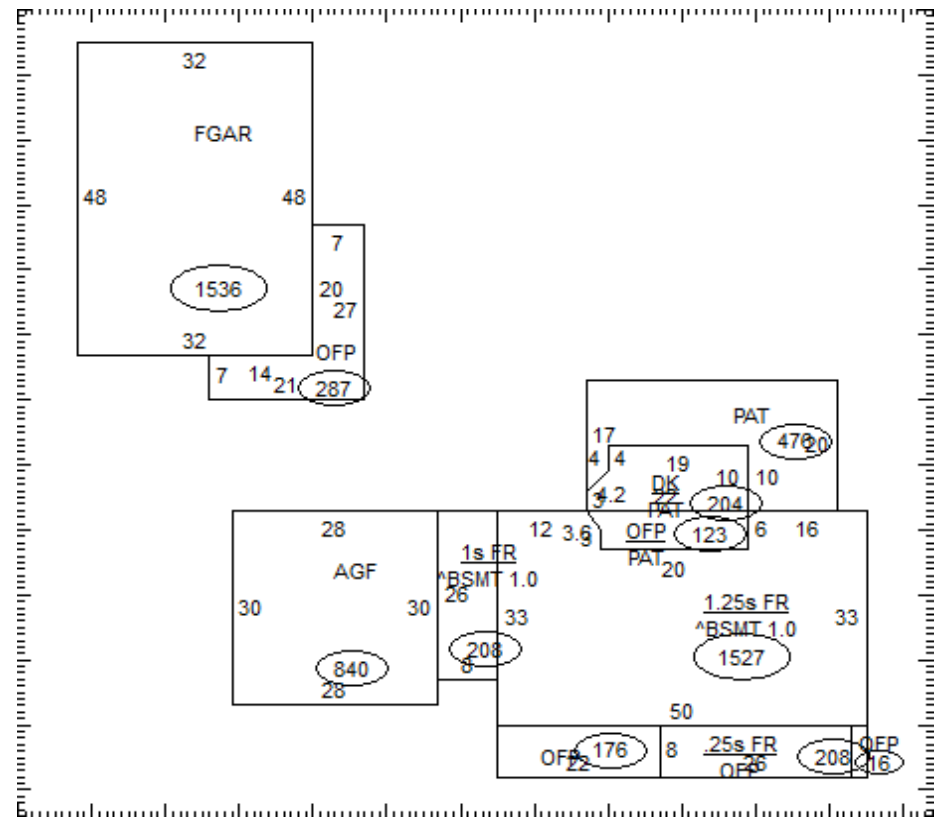 32
FGAR
48 48
7
1536
20
27
32
OFP
7 14 21 287
PAT
17
476 20
4 4 19
10 10
DK
4.2 22 204
3
PAT
28
12 3.6 OFP 123 6 16
3
1s FR
PAT
AGF
^BSMT 1.0
20
26
30 30
33
1.25s FR
33
^BSMT 1.0
208
1527
8
840
28
50
176
8
.25s FR
208
OFP
OFP
22
26
16
OFP